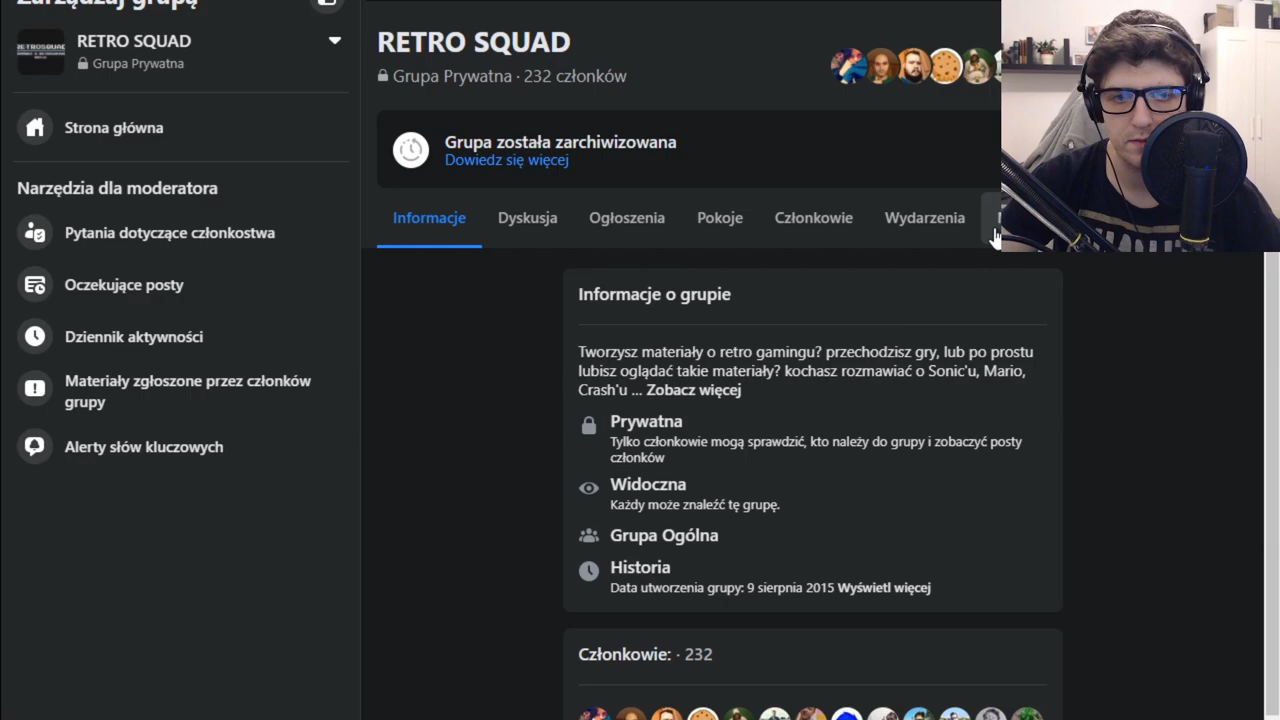 Zarządzaj grupą
RETRO SQUAD
Grupa Prywatna
Strona główna
Narzędzia dla moderatora
Pytania dotyczące członkostwa
Oczekujące posty
Dziennik aktywności
Materiały zgłoszone przez członków
grupy
Alerty słów kluczowych
RETRO SQUAD
Grupa Prywatna · 232 członków
Grupa została zarchiwizowana
Dowiedz się więcej
Informacje Dyskusja Ogłoszenia Pokoje Członkowie Wydarzenia
Informacje o grupie
Tworzysz materiały o retro gamingu? przechodzisz gry, lub po prostu
lubisz oglądać takie materiały? kochasz rozmawiać o Sonic'u, Mario,
Crash'u ... Zobacz więcej
Prywatna
Tylko członkowie mogą sprawdzić, kto należy do grupy i zobaczyć posty
członków
Widoczna
Każdy może znaleźć tę grupę.
Grupa Ogólna
Historia
Data utworzenia grupy: 9 sierpnia 2015 Wyświetl więcej
Członkowie: · 232